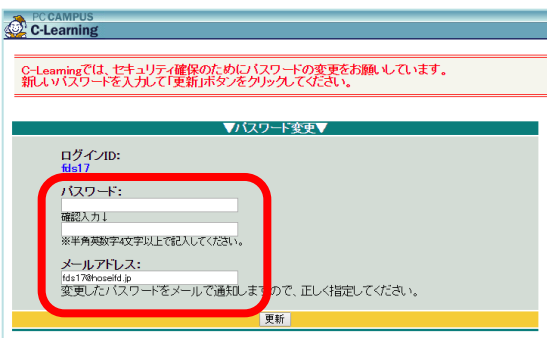 PC CAMPUS
C-Learning
C-Learningでは、セキュリティ確保のためにパスワードの変更をお願いしています。
新しいパスワードを入力して「更新」ボタンをクリックしてください。
▼パスワード変更▼
ログインID:
fds17
パスワード:
確認入力↓
※半角英数字4文字以上で記入してください。
メールアドレス:
fds17@hoseifd.jp
変更したパスワードをメールで通知しますので、正しく指定してください。
更新